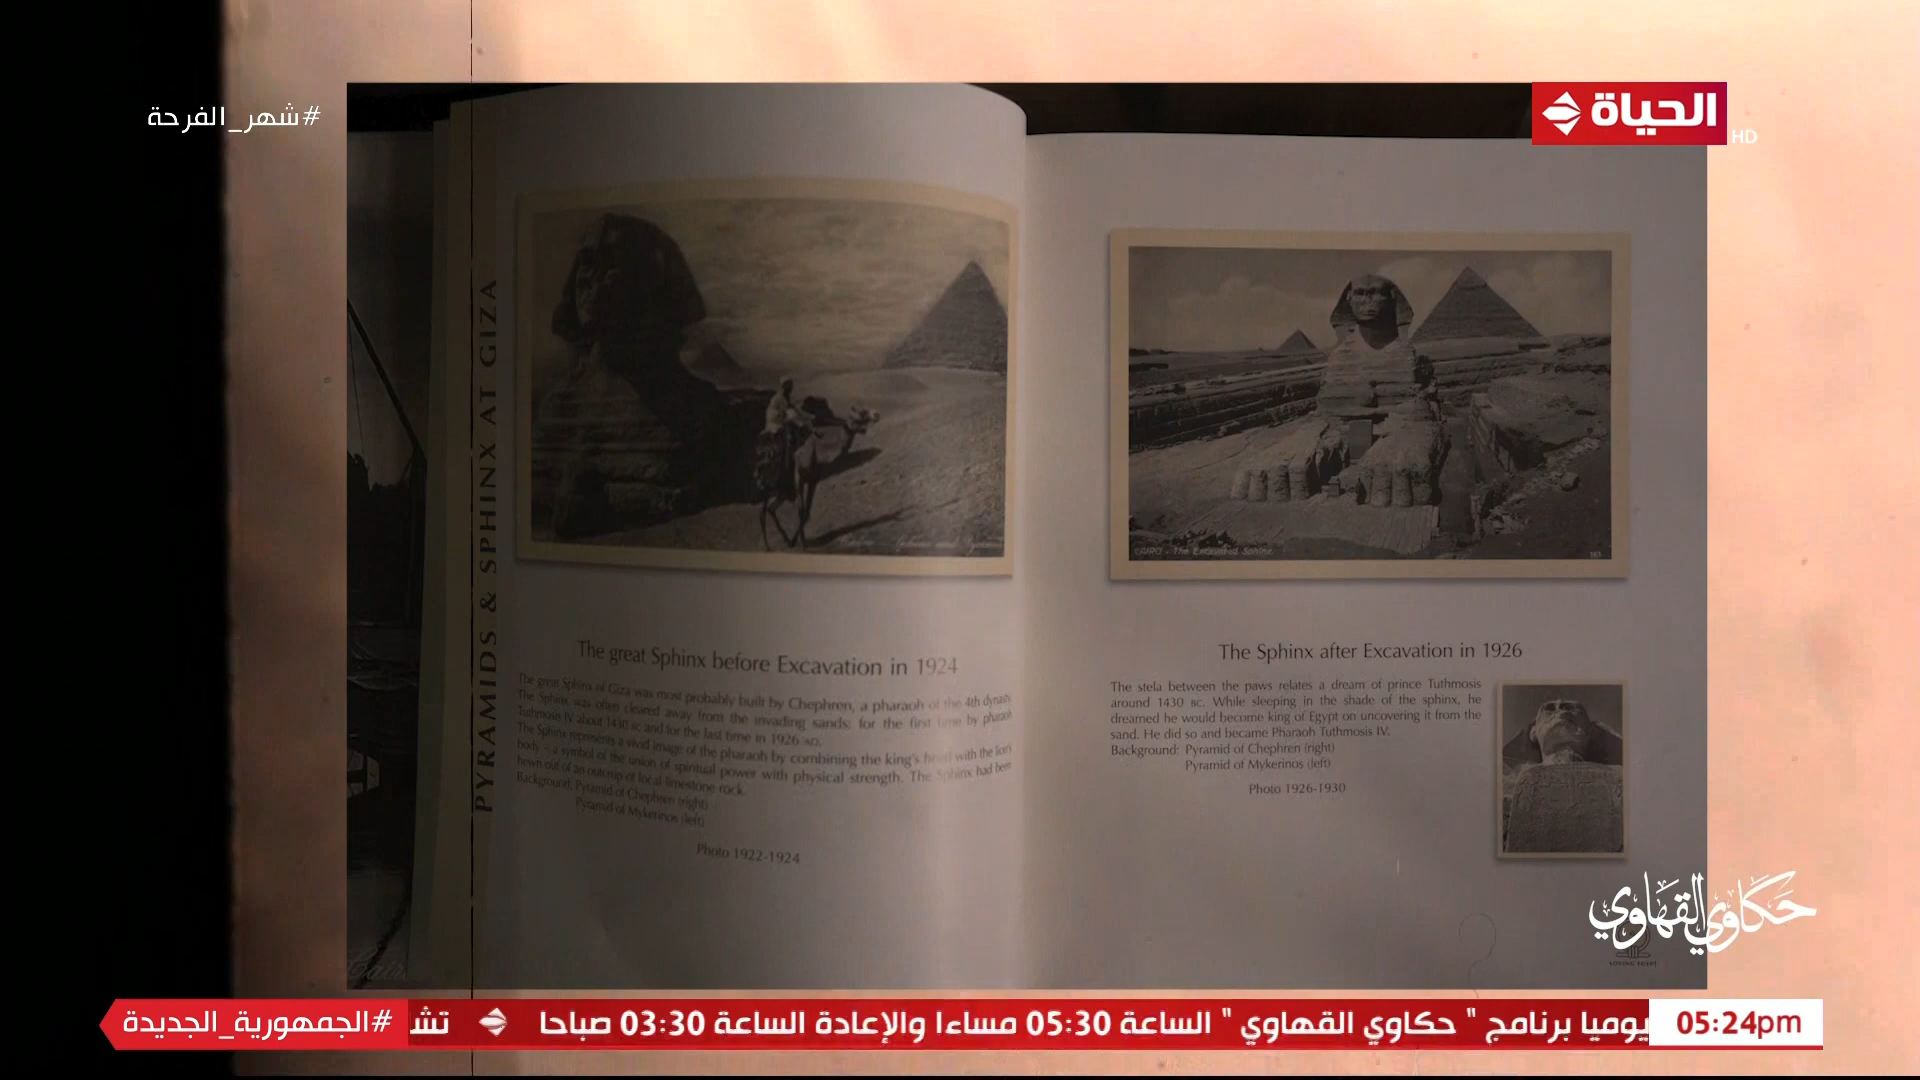 #شهر_الفرحة
الحياة
HD
PYRAMIDS & SPHINX AT GIZA
CAIRO - The Excavated Sphinx.
The great Sphinx before Excavation in 1924
The great Sphinx of Giza was most probably built by Chephren, a pharaoh of the 4th dynasty
The Sphinx was often cleared away from the invading sands: for the first time by pharaoh
Tuthmosis IV about 1430 BC and for the last time in 1926 AD.
The Sphinx represents a vivid image of the pharaoh by combining the king's head with the lion's
body - a symbol of the union of spiritual power with physical strength. The Sphinx had been
hewn out of an outcrop of local limestone rock.
Background: Pyramid of Chephren (right)
Pyramid of Mykerinos (left)
Photo 1922-1924
The Sphinx after Excavation in 1926
The stela between the paws relates a dream of prince Tuthmosis
around 1430 BC. While sleeping in the shade of the sphinx, he
dreamed he would become king of Egypt on uncovering it from the
sand. He did so and became Pharaoh Tuthmosis IV.
Background: Pyramid of Chephren (right)
Pyramid of Mykerinos (left)
Photo 1926-1930
حكاوي القهاوي
05:24pm
يوميا برنامج " حكاوي القهاوي " الساعة 05:30 مساءا والإعادة الساعة 03:30 صباحا
تش
#الجمهورية_الجديدة